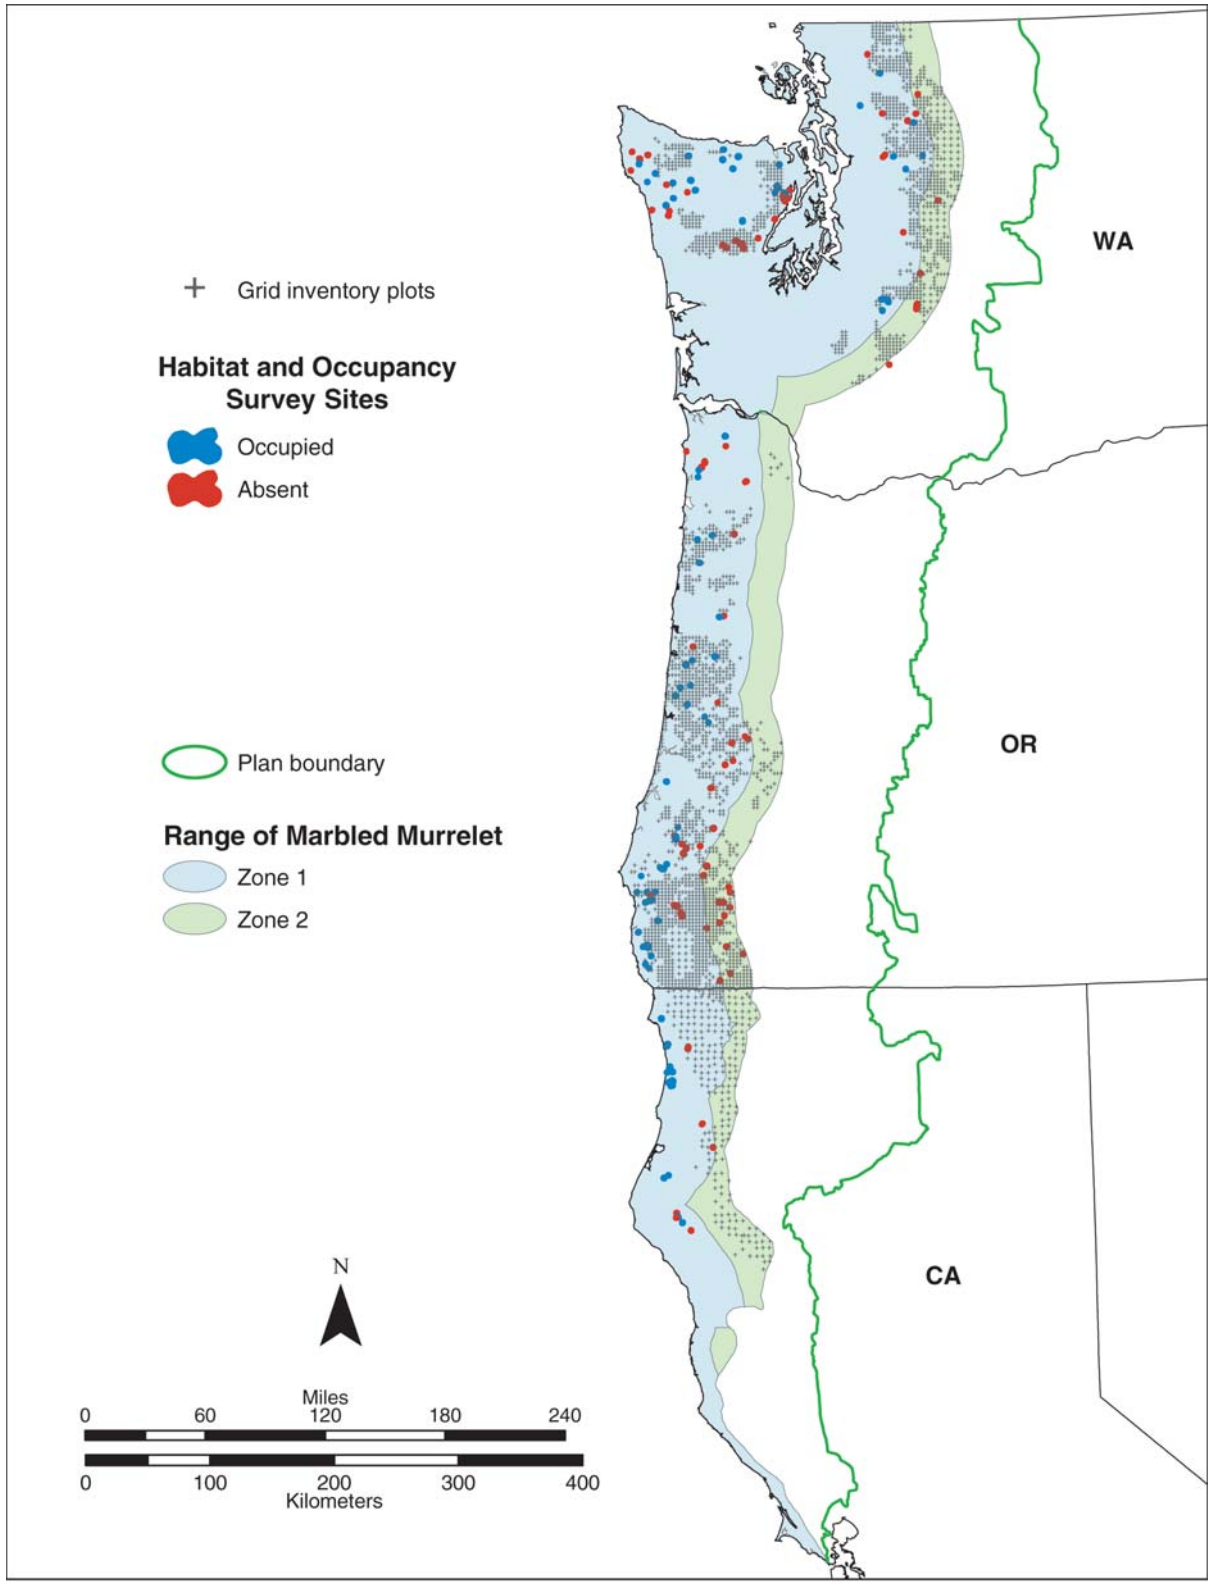 WA
Grid inventory plots
Habitat and Occupancy
Survey Sites
Occupied
Absent
OR
Plan boundary
Range of Marbled Murrelet
Zone 1
Zone 2
N
CA
Miles
0 60 120 180 240
0 100 200 300 400
Kilometers